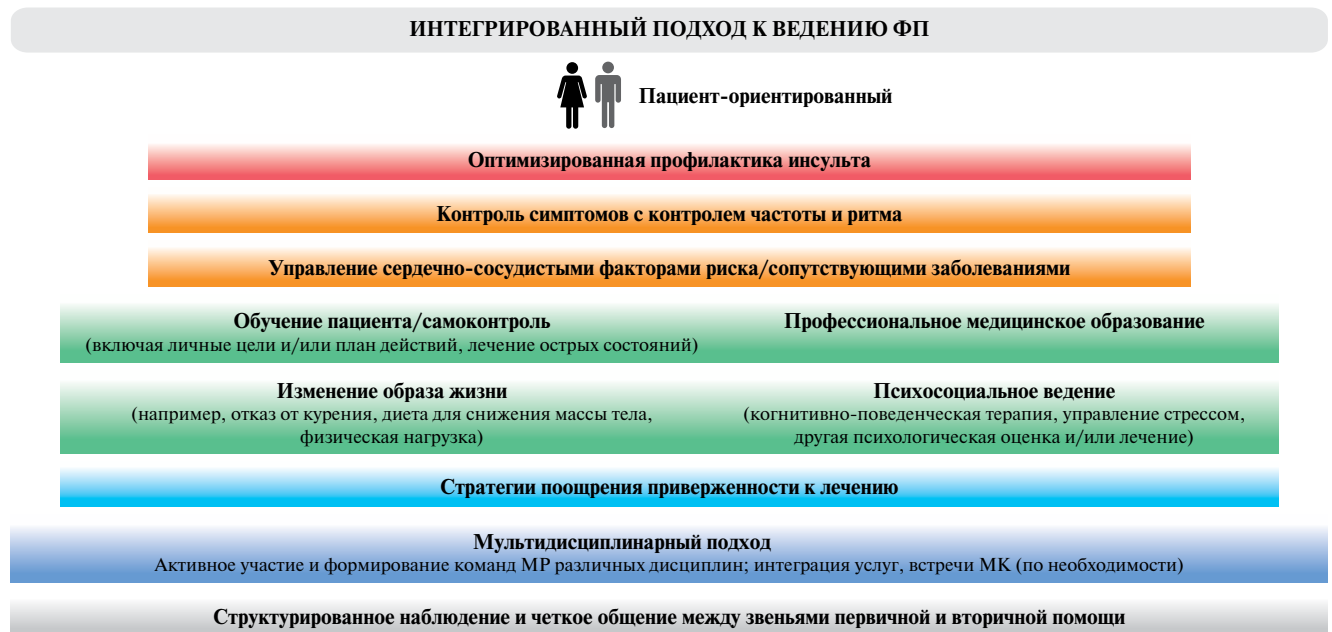 ИНТЕГРИРОВАННЫЙ ПОДХОД К ВЕДЕНИЮ ФП
Пациент-ориентированный
Оптимизированная профилактика инсульта
Контроль симптомов с контролем частоты и ритма
Управление сердечно-сосудистыми факторами риска/сопутствующими заболеваниями
Обучение пациента/самоконтроль
(включая личные цели и/или план действий, лечение острых состояний)
Профессиональное медицинское образование
Изменение образа жизни
(например, отказ от курения, диета для снижения массы тела,
физическая нагрузка)
Психосоциальное ведение
(когнитивно-поведенческая терапия, управление стрессом,
другая психологическая оценка и/или лечение)
Стратегии поощрения приверженности к лечению
Мультидисциплинарный подход
Активное участие и формирование команд МР различных дисциплин; интеграция услуг, встречи МК (по необходимости)
Структурированное наблюдение и четкое общение между звеньями первичной и вторичной помощи